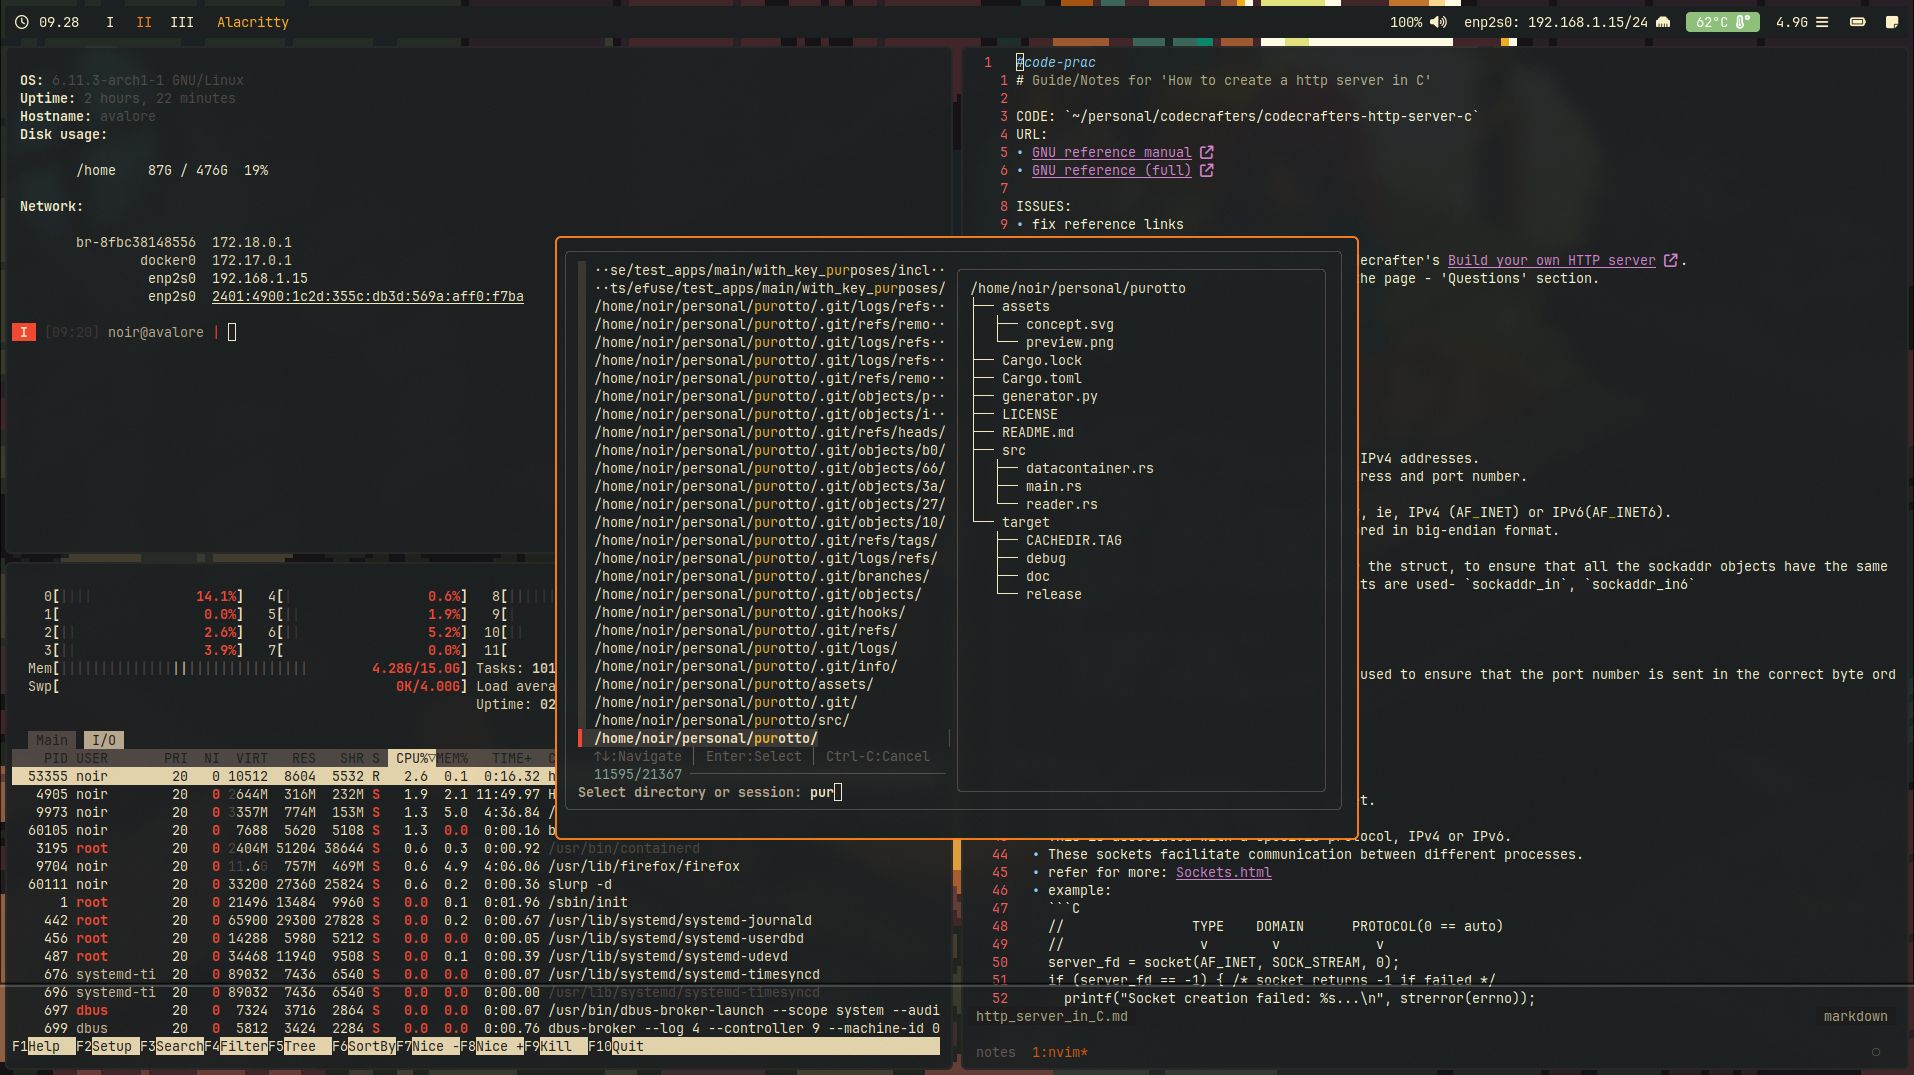 09.28 I II III Alacritty
100% enp2s0: 192.168.1.15/24 62°C 4.9G
OS: 6.11.3-arch1-1 GNU/Linux
Uptime: 2 hours, 22 minutes
Hostname: avalore
Disk usage:
/home 87G / 476G 19%
Network:
br-8fbc38148556 172.18.0.1
docker0 172.17.0.1
enp2s0 192.168.1.15
enp2s0 2401:4900:1c2d:355c:db3d:569a:aff0:f7ba
I [09:20] noir@avalore |
1 #code-prac
1 # Guide/Notes for 'How to create a http server in C'
2
3 CODE: `~/personal/codecrafters/codecrafters-http-server-c`
4 URL:
5 • GNU reference manual
6 • GNU reference (full)
7
8 ISSUES:
9 • fix reference links
ecrafter's Build your own HTTP server .
he page - 'Questions' section.
IPv4 addresses.
ress and port number.
, ie, IPv4 (AF_INET) or IPv6(AF_INET6).
red in big-endian format.
the struct, to ensure that all the sockaddr objects have the same
ts are used- `sockaddr_in`, `sockaddr_in6`
used to ensure that the port number is sent in the correct byte ord
t.
ocol, IPv4 or IPv6.
44 • These sockets facilitate communication between different processes.
45 • refer for more: Sockets.html
46 • example:
47 ```C
48 // TYPE DOMAIN PROTOCOL(0 == auto)
49 // v v v
50 server_fd = socket(AF_INET, SOCK_STREAM, 0);
51 if (server_fd == -1) { /* socket returns -1 if failed */
52 printf("Socket creation failed: %s...\n", strerror(errno));
http_server_in_C.md markdown
notes 1:nvim*
··se/test_apps/main/with_key_purposes/incl··
··ts/efuse/test_apps/main/with_key_purposes/
/home/noir/personal/purotto/.git/logs/refs··
/home/noir/personal/purotto/.git/refs/remo··
/home/noir/personal/purotto/.git/logs/refs··
/home/noir/personal/purotto/.git/logs/refs··
/home/noir/personal/purotto/.git/refs/remo··
/home/noir/personal/purotto/.git/objects/p··
/home/noir/personal/purotto/.git/objects/i··
/home/noir/personal/purotto/.git/refs/heads/
/home/noir/personal/purotto/.git/objects/b0/
/home/noir/personal/purotto/.git/objects/66/
/home/noir/personal/purotto/.git/objects/3a/
/home/noir/personal/purotto/.git/objects/27/
/home/noir/personal/purotto/.git/objects/10/
/home/noir/personal/purotto/.git/refs/tags/
/home/noir/personal/purotto/.git/logs/refs/
/home/noir/personal/purotto/.git/branches/
/home/noir/personal/purotto/.git/objects/
/home/noir/personal/purotto/.git/hooks/
/home/noir/personal/purotto/.git/refs/
/home/noir/personal/purotto/.git/logs/
/home/noir/personal/purotto/.git/info/
/home/noir/personal/purotto/assets/
/home/noir/personal/purotto/.git/
/home/noir/personal/purotto/src/
/home/noir/personal/purotto/
↑↓:Navigate │ Enter:Select │ Ctrl-C:Cancel
11595/21367
Select directory or session: pur
/home/noir/personal/purotto
├── assets
│   ├── concept.svg
│   └── preview.png
├── Cargo.lock
├── Cargo.toml
├── generator.py
├── LICENSE
├── README.md
├── src
│   ├── datacontainer.rs
│   ├── main.rs
│   └── reader.rs
└── target
    ├── CACHEDIR.TAG
    ├── debug
    ├── doc
    └── release
0[|||| 14.1%] 4[| 0.6%] 8[||||||
1[ 0.0%] 5[|| 1.9%] 9[|
2[|| 2.6%] 6[|| 5.2%] 10[||
3[|| 3.9%] 7[ 0.0%] 11[
Mem[||||||||||||||||||||||||||||||| 4.28G/15.0G] Tasks: 101
Swp[ 0K/4.00G] Load avera
Uptime: 02
Main I/O
PID USER PRI NI VIRT RES SHR S CPU%▽MEM% TIME+ C
53355 noir 20 0 10512 8604 5532 R 2.6 0.1 0:16.32 h
4905 noir 20 0 2644M 316M 232M S 1.9 2.1 11:49.97 H
9973 noir 20 0 3357M 774M 153M S 1.3 5.0 4:36.84 /
60105 noir 20 0 7688 5620 5108 S 1.3 0.0 0:00.16 b
3195 root 20 0 2404M 51204 38644 S 0.6 0.3 0:00.92 /usr/bin/containerd
9704 noir 20 0 11.6G 757M 469M S 0.6 4.9 4:06.06 /usr/lib/firefox/firefox
60111 noir 20 0 33200 27360 25824 S 0.6 0.2 0:00.36 slurp -d
1 root 20 0 21496 13484 9960 S 0.0 0.1 0:01.96 /sbin/init
442 root 20 0 65900 29300 27828 S 0.0 0.2 0:00.67 /usr/lib/systemd/systemd-journald
456 root 20 0 14288 5980 5212 S 0.0 0.0 0:00.05 /usr/lib/systemd/systemd-userdbd
487 root 20 0 34468 11940 9508 S 0.0 0.1 0:00.39 /usr/lib/systemd/systemd-udevd
676 systemd-ti 20 0 89032 7436 6540 S 0.0 0.0 0:00.07 /usr/lib/systemd/systemd-timesyncd
696 systemd-ti 20 0 89032 7436 6540 S 0.0 0.0 0:00.00 /usr/lib/systemd/systemd-timesyncd
697 dbus 20 0 7324 3716 2864 S 0.0 0.0 0:00.07 /usr/bin/dbus-broker-launch --scope system --audi
699 dbus 20 0 5812 3424 2284 S 0.0 0.0 0:00.76 dbus-broker --log 4 --controller 9 --machine-id 0
F1Help F2Setup F3SearchF4FilterF5Tree F6SortByF7Nice -F8Nice +F9Kill F10Quit